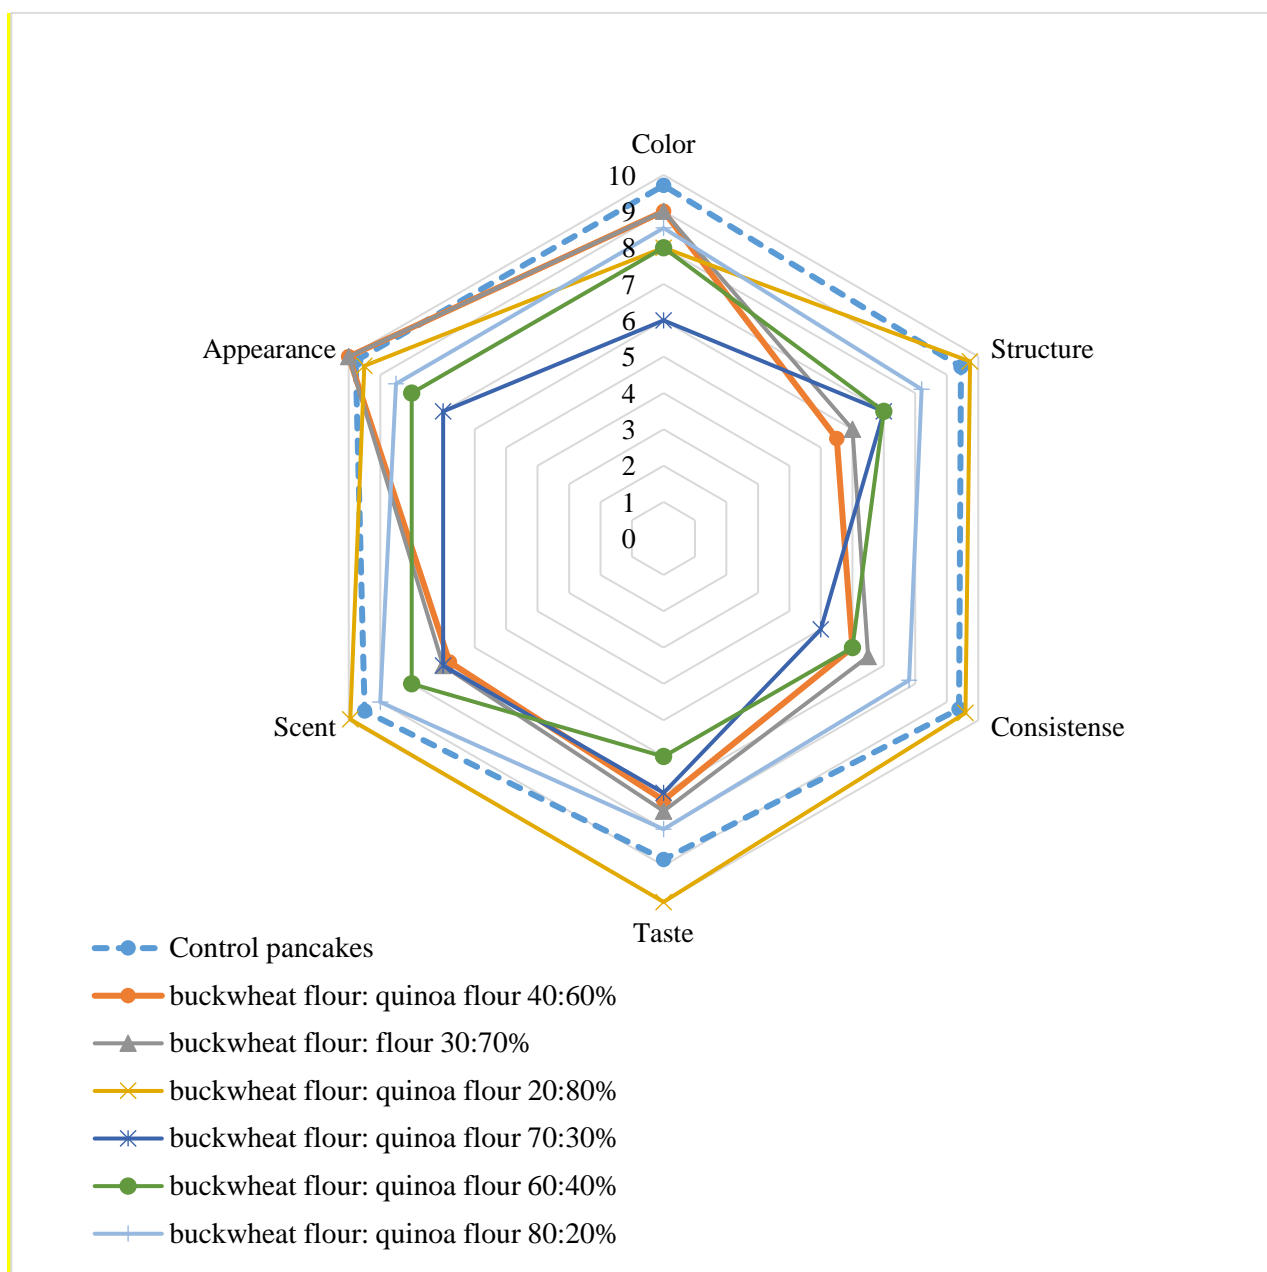 Color
10
9
8
7
6
5
4
3
2
1
0
Appearance
Structure
Scent
Consistense
Taste
Control pancakes
buckwheat flour: quinoa flour 40:60%
buckwheat flour: flour 30:70%
buckwheat flour: quinoa flour 20:80%
buckwheat flour: quinoa flour 70:30%
buckwheat flour: quinoa flour 60:40%
buckwheat flour: quinoa flour 80:20%